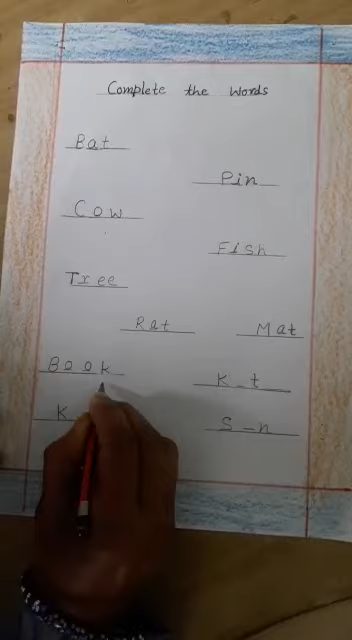 Complete the Words
Bat
Pin
Cow
Fish
Tree
Rat
Mat
Book
K_t
K
S_n